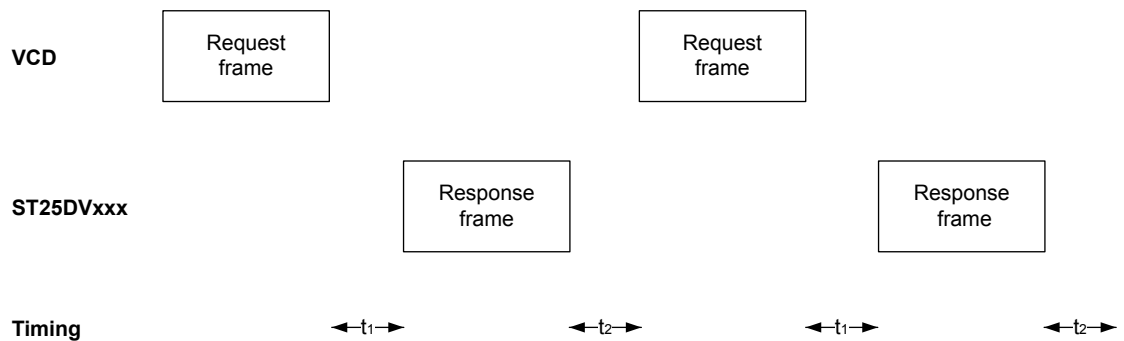 VCD
Request
frame
Request
frame
ST25DVxxx
Response
frame
Response
frame
Timing
t1
t2
t1
t2